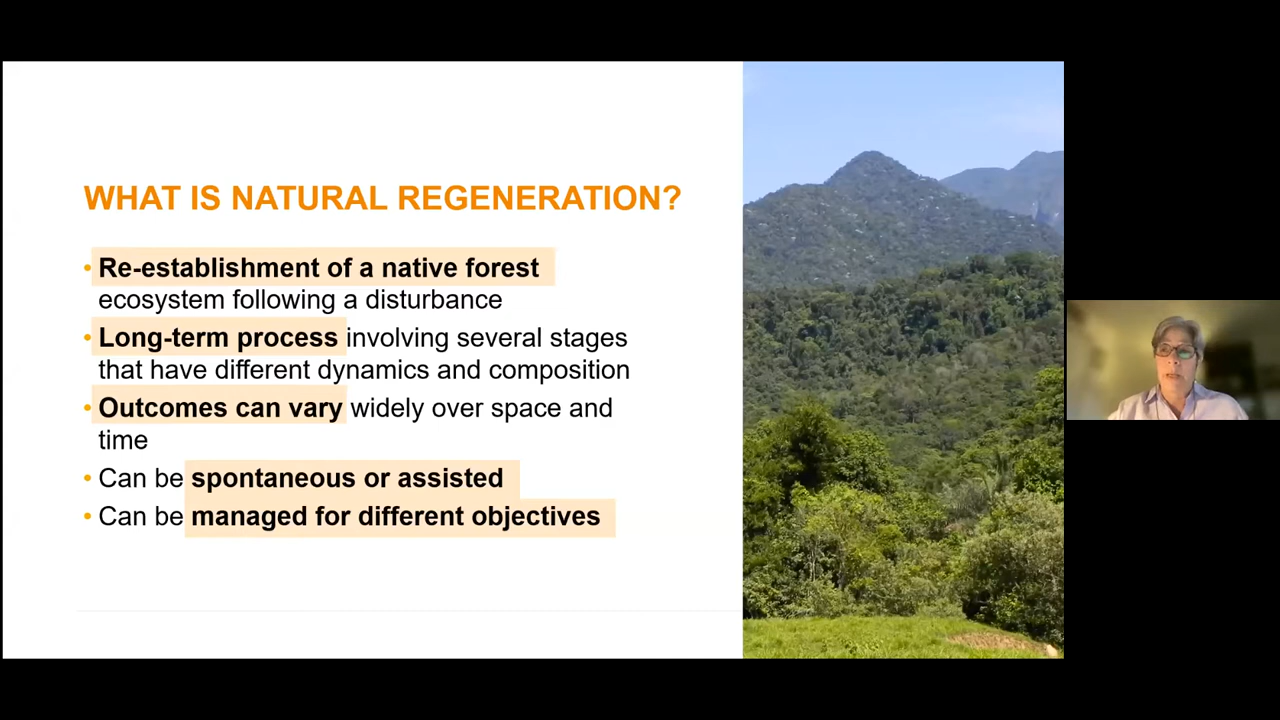 WHAT IS NATURAL REGENERATION?
• Re-establishment of a native forest
ecosystem following a disturbance
• Long-term process involving several stages
that have different dynamics and composition
• Outcomes can vary widely over space and
time
• Can be spontaneous or assisted
• Can be managed for different objectives